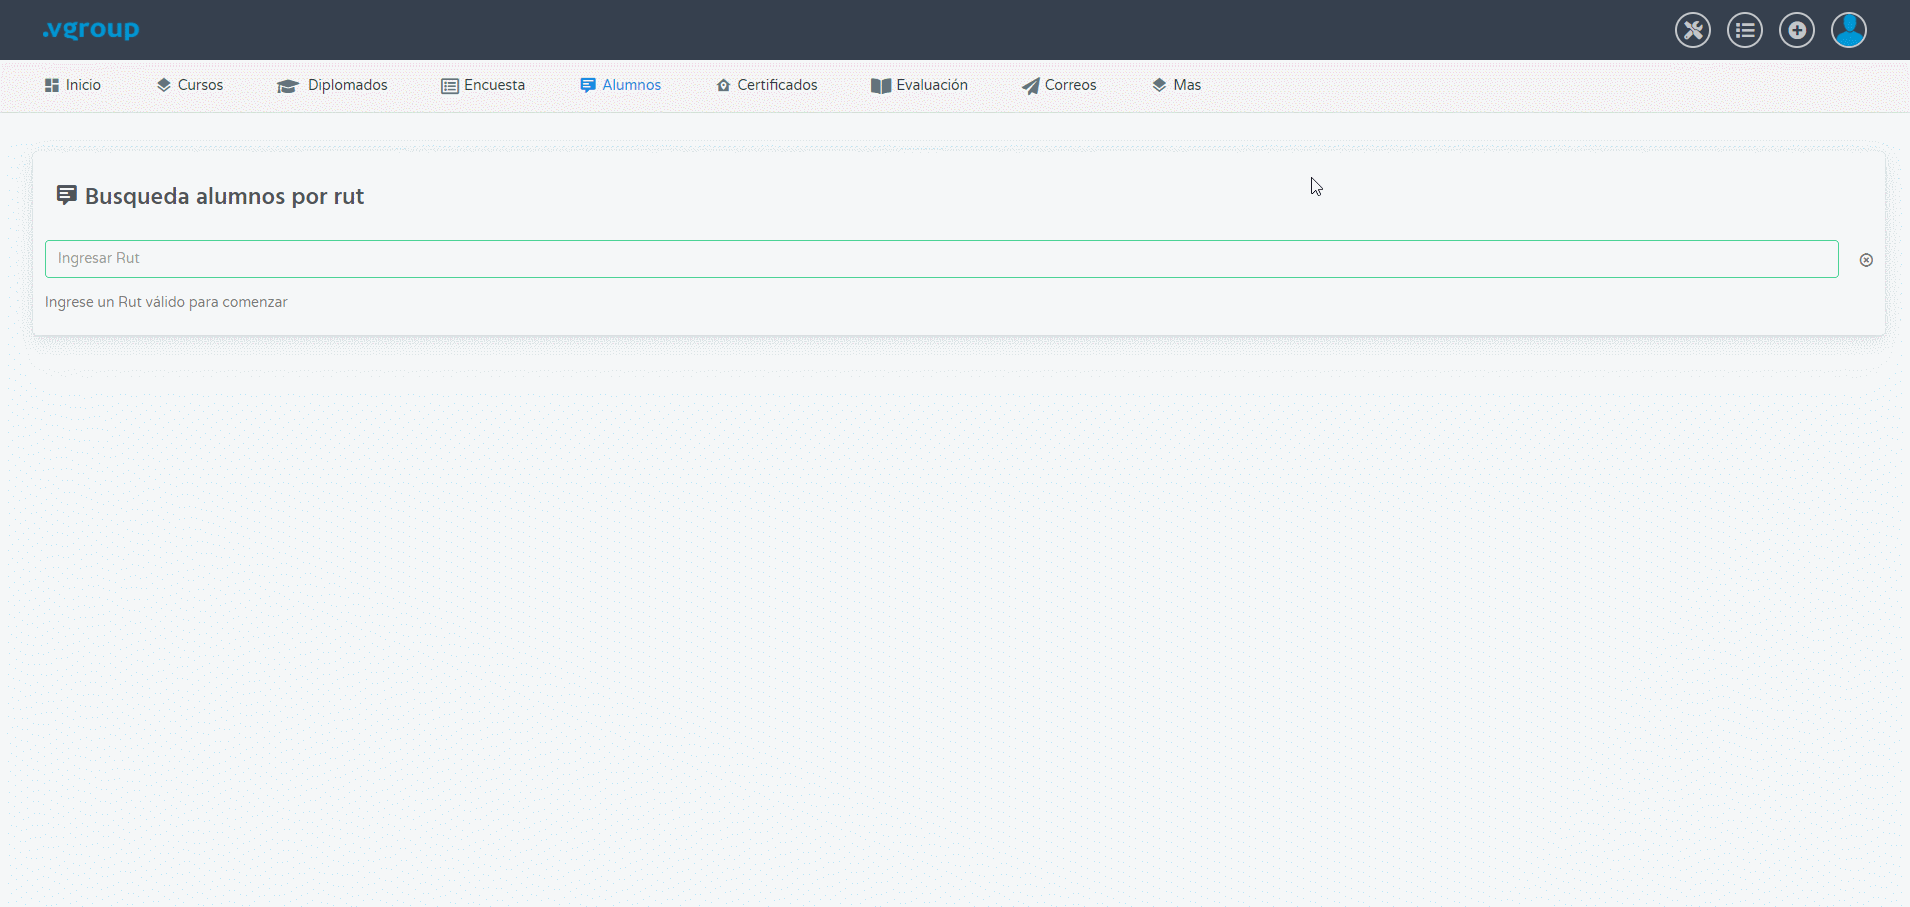 .vgroup
Inicio Cursos Diplomados Encuesta Alumnos Certificados Evaluación Correos Mas
Busqueda alumnos por rut
Ingresar Rut
Ingrese un Rut válido para comenzar